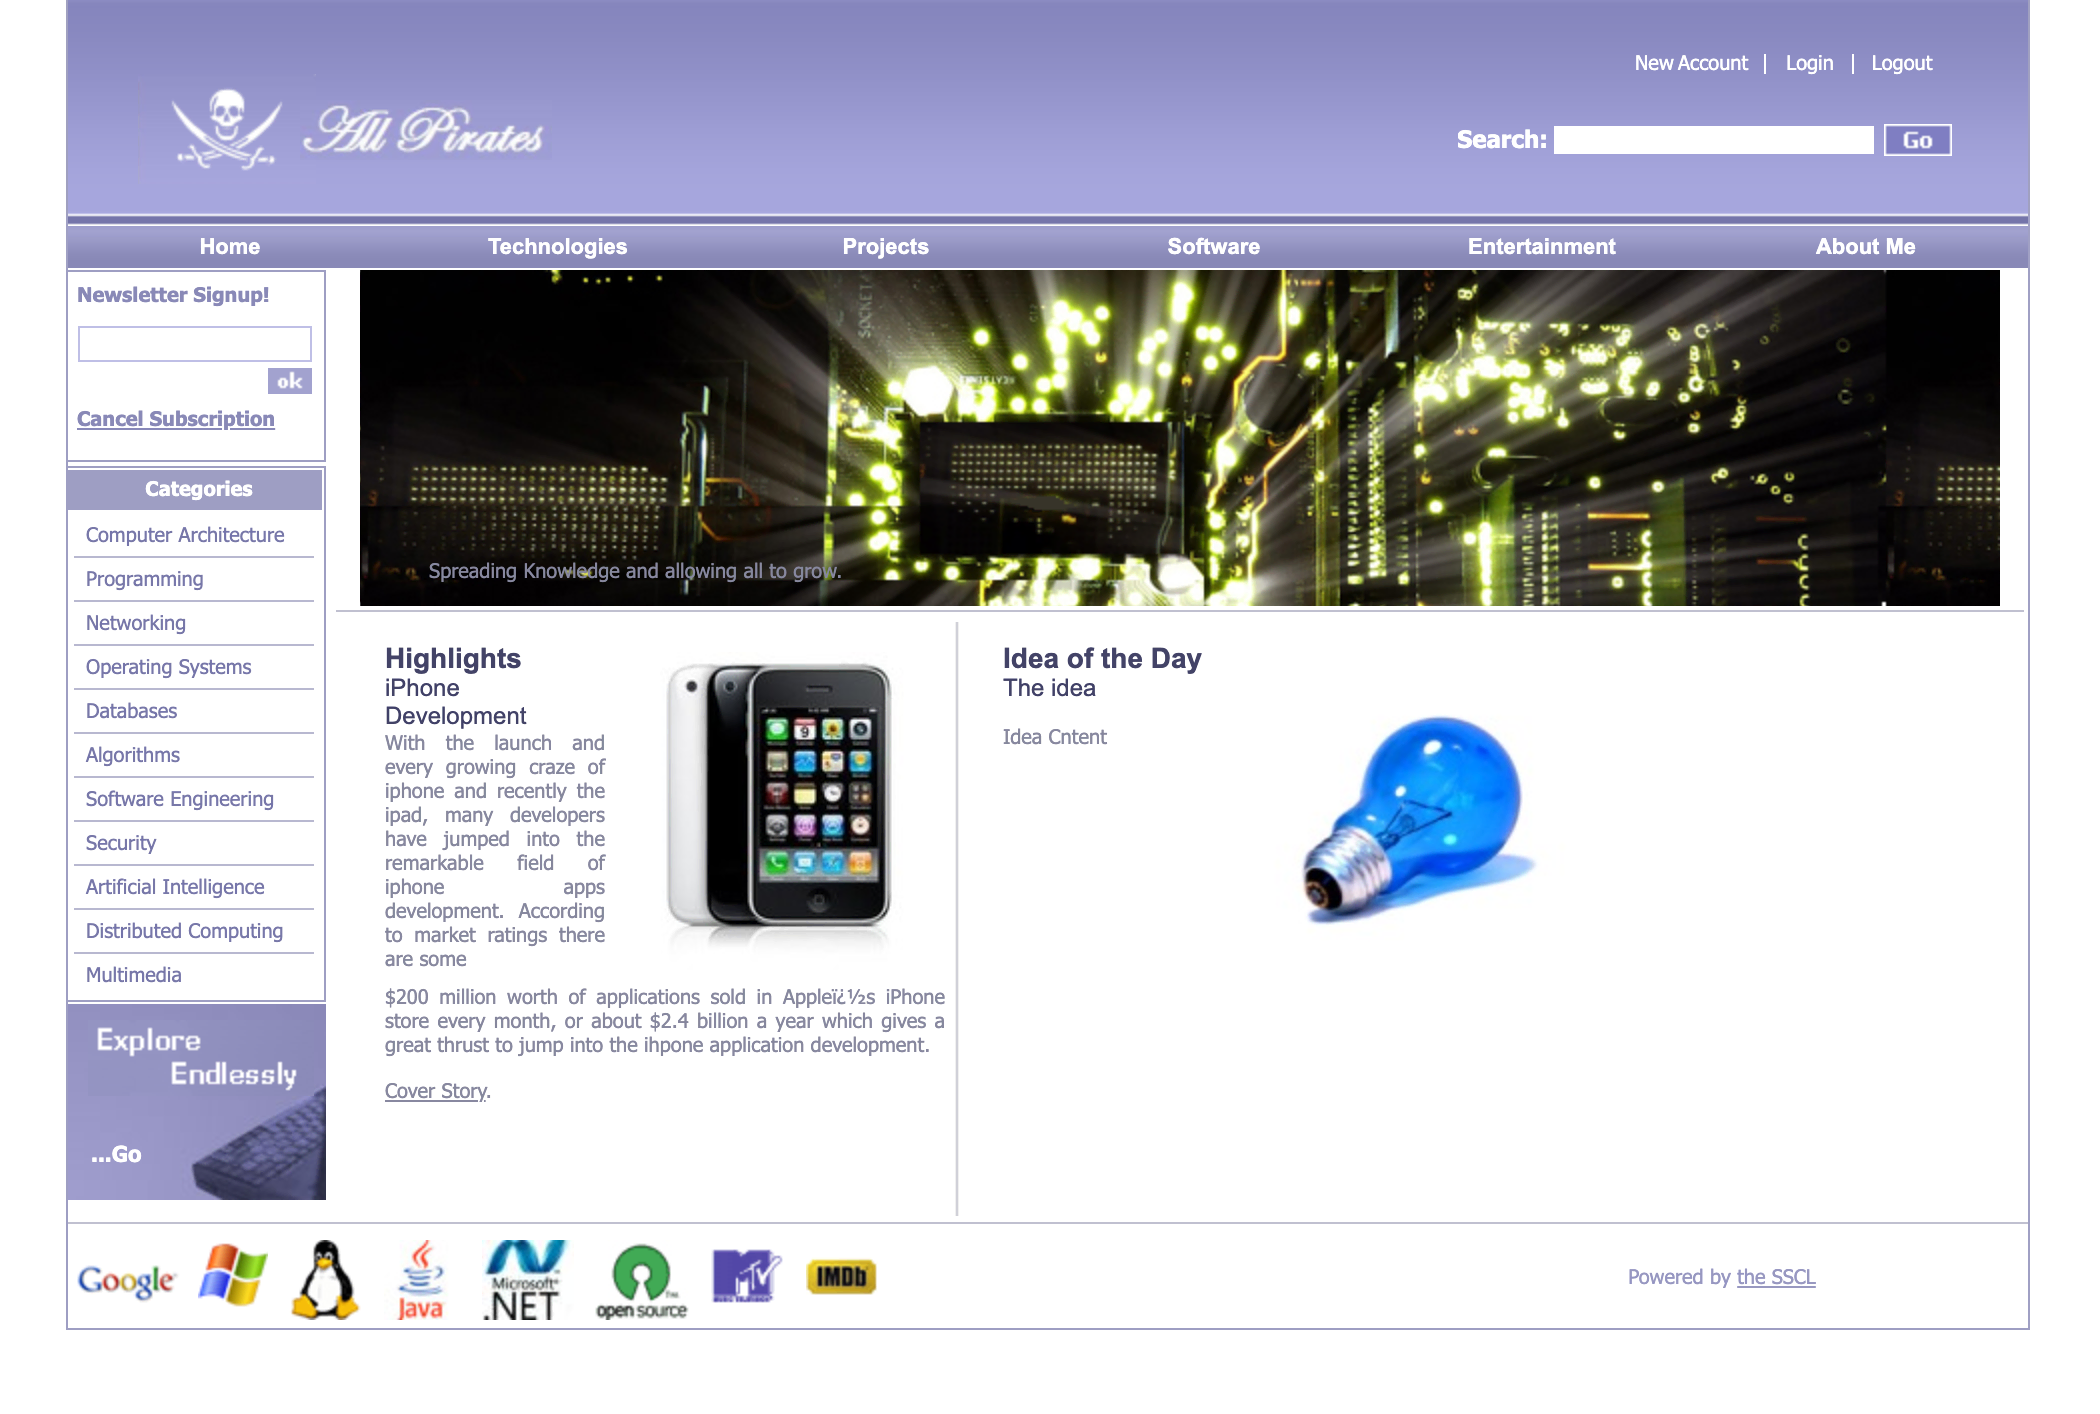 New Account | Login | Logout
All Pirates
Search: Go
Home Technologies Projects Software Entertainment About Me
Newsletter Signup!
ok
Cancel Subscription
Categories
Computer Architecture
Programming
Networking
Operating Systems
Databases
Algorithms
Software Engineering
Security
Artificial Intelligence
Distributed Computing
Multimedia
Explore
Endlessly
...Go
SOCKET
Spreading Knowledge and allowing all to grow.
Highlights
iPhone
Development
With the launch and
every growing craze of
iphone and recently the
ipad, many developers
have jumped into the
remarkable field of
iphone apps
development. According
to market ratings there
are some
$200 million worth of applications sold in Appleï¿½s iPhone
store every month, or about $2.4 billion a year which gives a
great thrust to jump into the ihpone application development.
Cover Story.
Idea of the Day
The idea
Idea Cntent
Google
Java
Microsoft
.NET
open source
MTV
IMDb
Powered by the SSCL